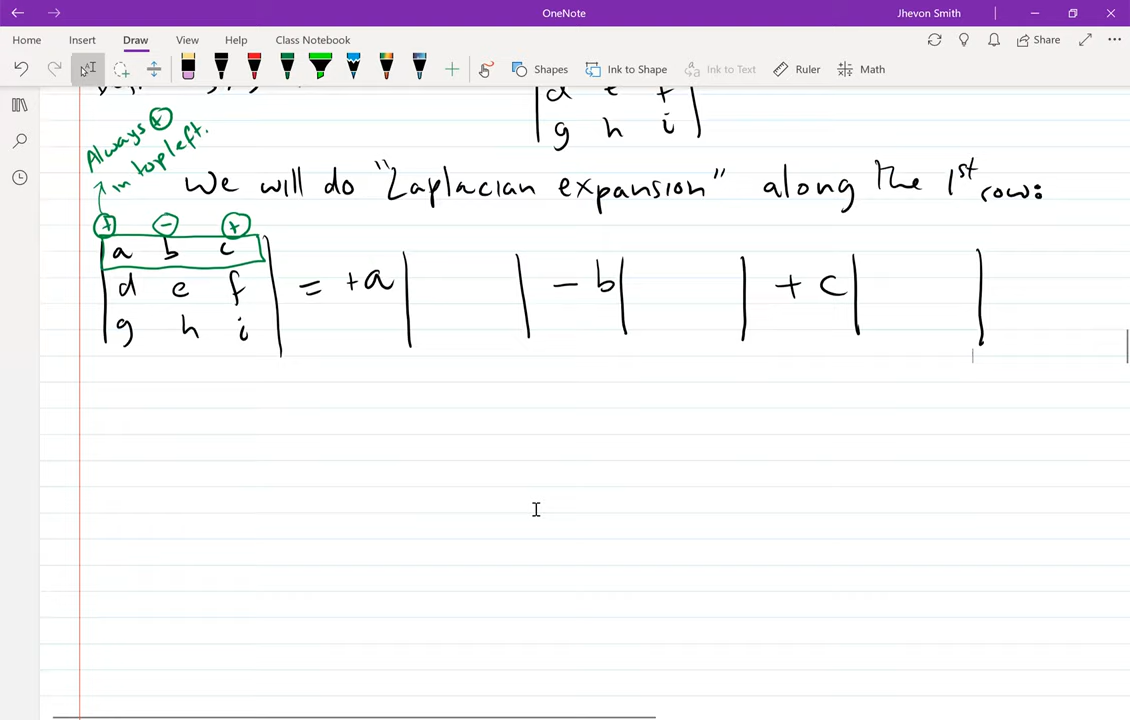 OneNote
Jhevon Smith
Home Insert Draw View Help Class Notebook Share
Shapes Ink to Shape Ink to Text Ruler Math
d e f
g h i
Always +
in top left.
We will do "Laplacian expansion" along the 1st row:
+ − +
| a b c |
| d e f | = +a | | − b | | + c | |
| g h i |